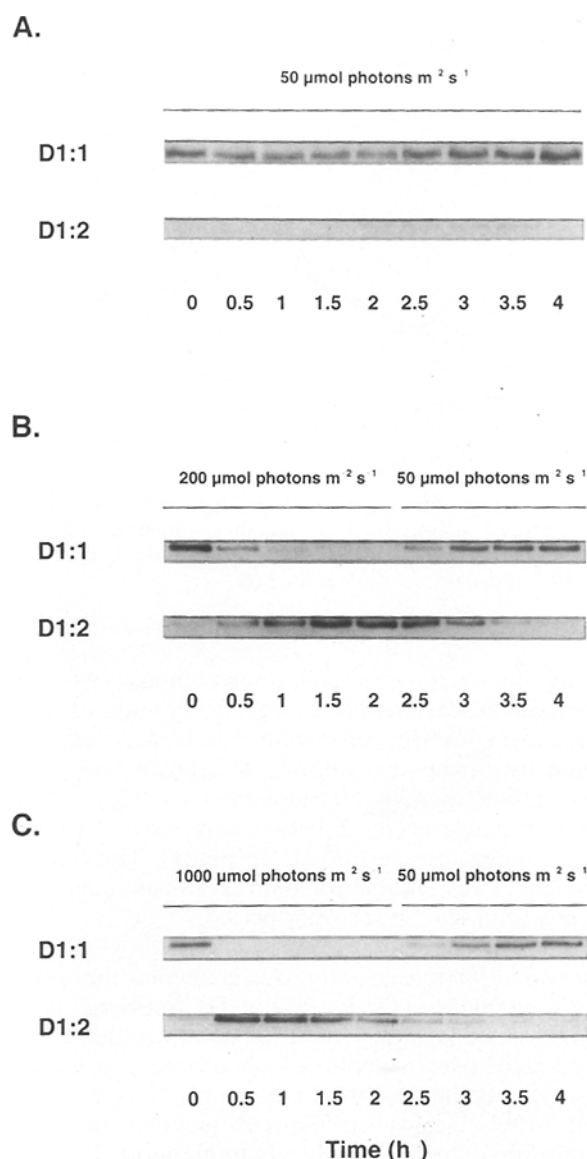 A.
50 µmol photons m ² s ¹
D1:1
D1:2
0 0.5 1 1.5 2 2.5 3 3.5 4
B.
200 µmol photons m ⁻² s⁻¹ 50 µmol photons m ⁻² s⁻¹
D1:1
D1:2
0 0.5 1 1.5 2 2.5 3 3.5 4
C.
1000 µmol photons m ² s ¹ 50 µmol photons m ² s ¹
D1:1
D1:2
0 0.5 1 1.5 2 2.5 3 3.5 4
Time (h )